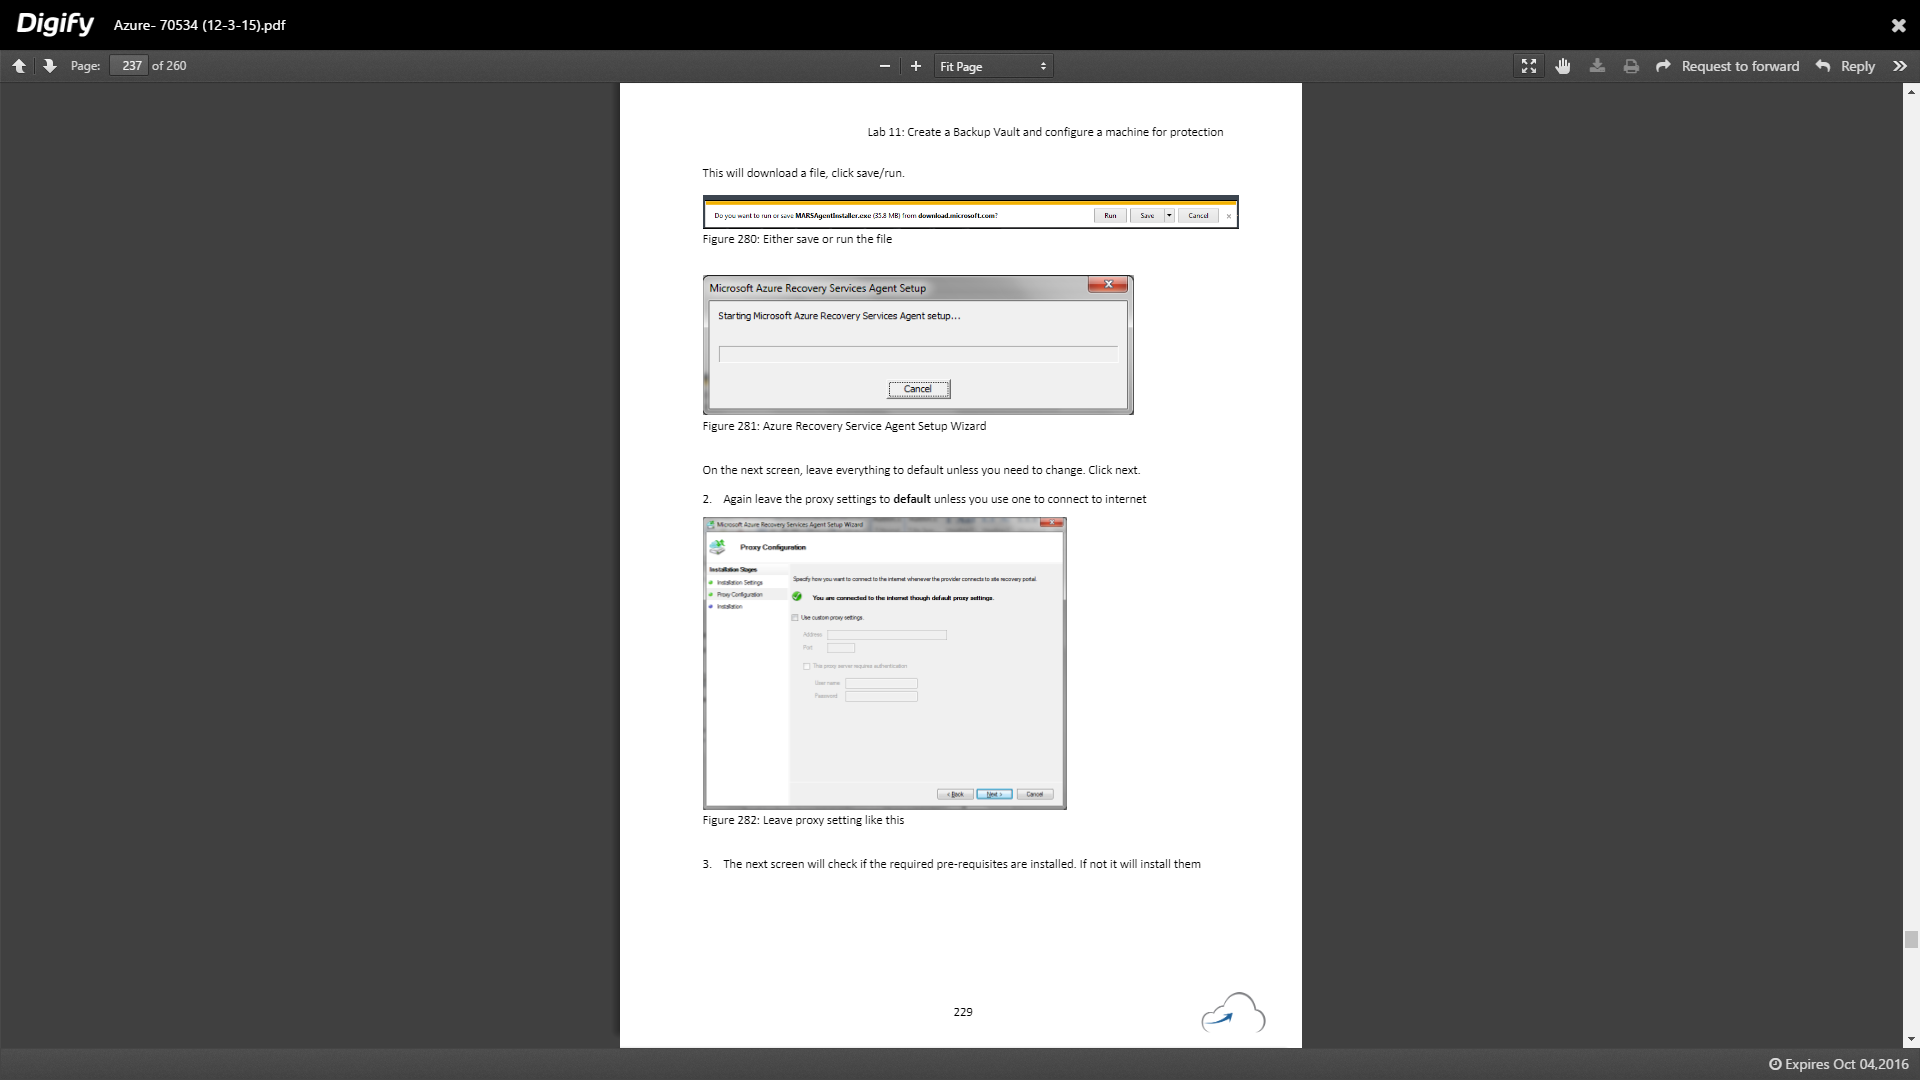 Digify Azure- 70534 (12-3-15).pdf
Page: 237 of 260 Fit Page Request to forward Reply
Lab 11: Create a Backup Vault and configure a machine for protection
This will download a file, click save/run.
Do you want to run or save MARSAgentInstaller.exe (35.8 MB) from download.microsoft.com? Run Save Cancel
Figure 280: Either save or run the file
Microsoft Azure Recovery Services Agent Setup
Starting Microsoft Azure Recovery Services Agent setup...
Cancel
Figure 281: Azure Recovery Service Agent Setup Wizard
On the next screen, leave everything to default unless you need to change. Click next.
2. Again leave the proxy settings to default unless you use one to connect to internet
Microsoft Azure Recovery Services Agent Setup Wizard
Proxy Configuration
Installation Stages
Installation Settings
Proxy Configuration
Installation
Specify how you want to connect to the internet whenever the provider connects to site recovery portal.
You are connected to the internet though default proxy settings.
Use custom proxy settings.
Address
Port
This proxy server requires authentication
User name
Password
< Back Next > Cancel
Figure 282: Leave proxy setting like this
3. The next screen will check if the required pre-requisites are installed. If not it will install them
229
Expires Oct 04,2016